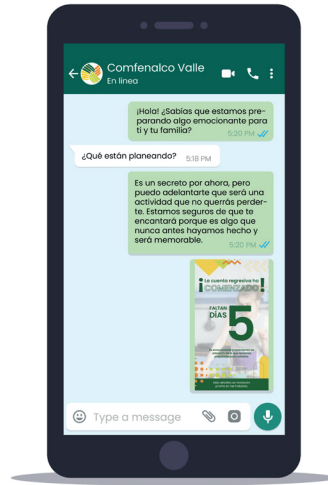 Comfenalco Valle
En linea
¡Hola! ¿Sabías que estamos pre-
parando algo emocionante para
ti y tu familia?
5:20 PM
¿Qué están planeando?
5:18 PM
Es un secreto por ahora, pero
puedo adelantarte que será una
actividad que no querrás perder-
te. Estamos seguros de que te
encantará porque es algo que
nunca antes hayamos hecho y
será memorable.
5:20 PM
La cuenta regresiva ha
¡COMENZADO!
FALTAN
DÍAS
5
Type a message